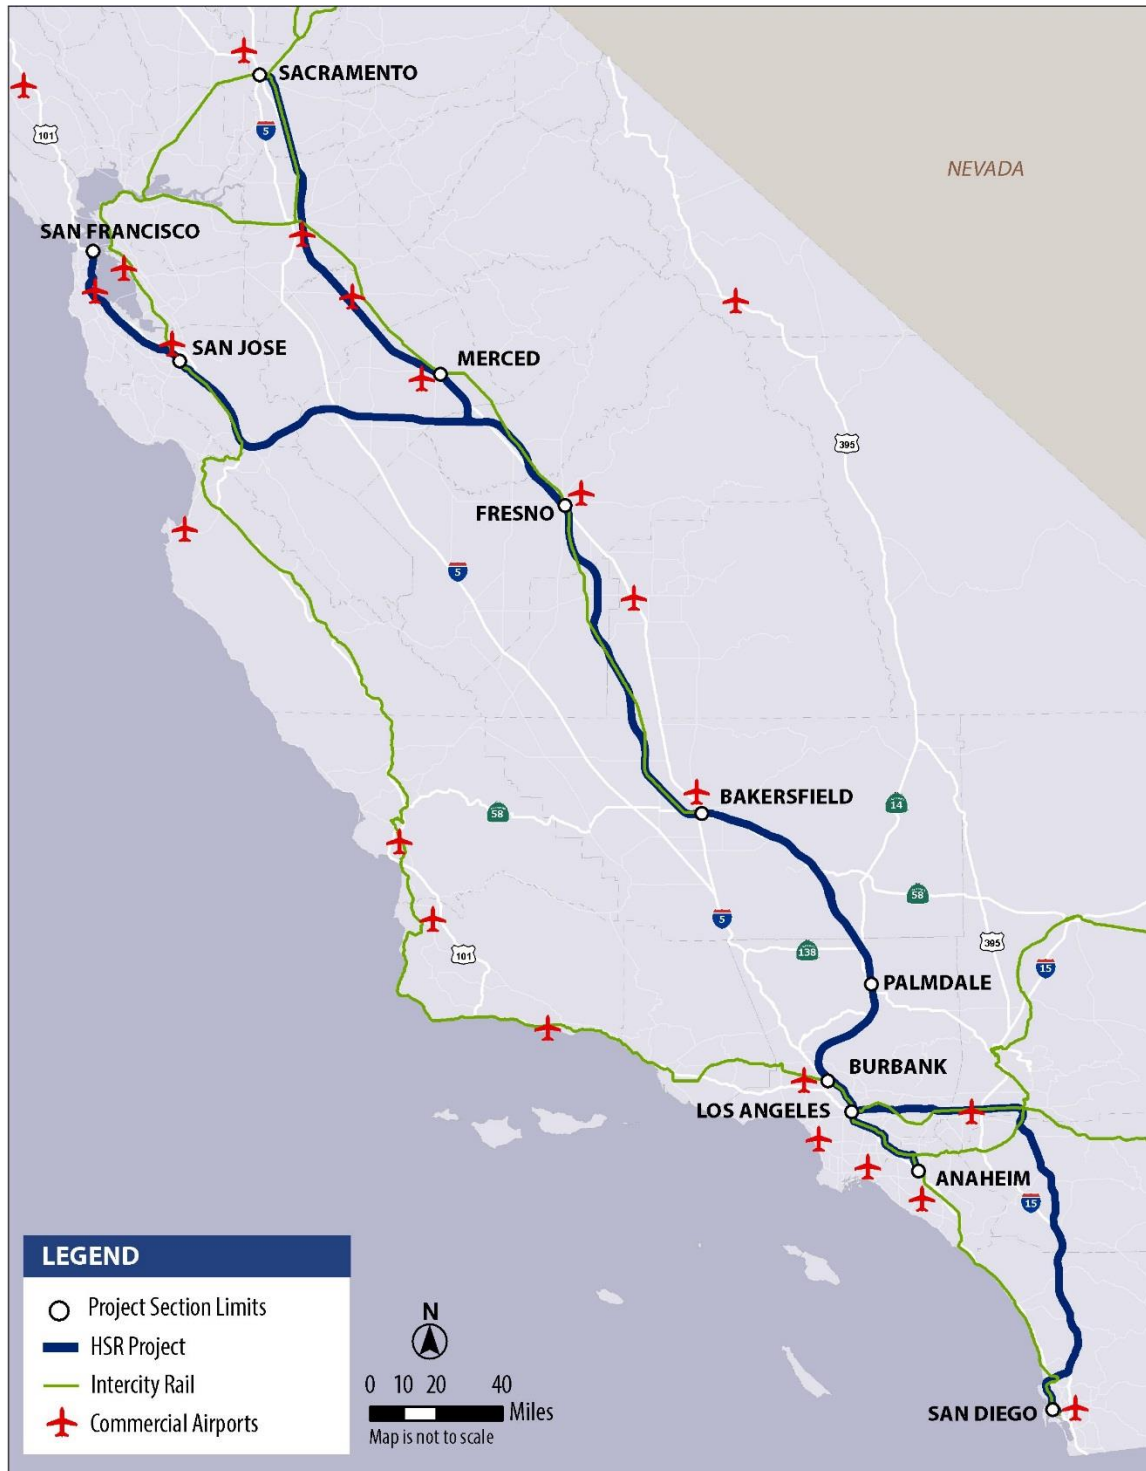 SACRAMENTO
101
5
NEVADA
SAN FRANCISCO
SAN JOSE
MERCED
395
FRESNO
5
BAKERSFIELD
14
58
58
5
395
101
138
15
PALMDALE
BURBANK
LOS ANGELES
ANAHEIM
15
SAN DIEGO
LEGEND
Project Section Limits
HSR Project
Intercity Rail
Commercial Airports
N
0 10 20 40
Miles
Map is not to scale